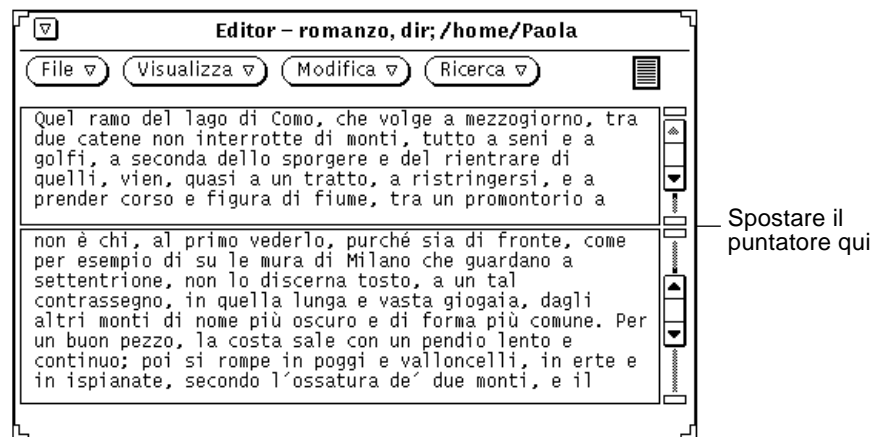 Editor – romanzo, dir; /home/Paola
File Visualizza Modifica Ricerca
Quel ramo del lago di Como, che volge a mezzogiorno, tra
due catene non interrotte di monti, tutto a seni e a
golfi, a seconda dello sporgere e del rientrare di
quelli, vien, quasi a un tratto, a ristringersi, e a
prender corso e figura di fiume, tra un promontorio a
Spostare il
puntatore qui
non è chi, al primo vederlo, purché sia di fronte, come
per esempio di su le mura di Milano che guardano a
settentrione, non lo discerna tosto, a un tal
contrassegno, in quella lunga e vasta giogaia, dagli
altri monti di nome più oscuro e di forma più comune. Per
un buon pezzo, la costa sale con un pendio lento e
continuo; poi si rompe in poggi e valloncelli, in erte e
in ispianate, secondo l´ossatura de´ due monti, e il